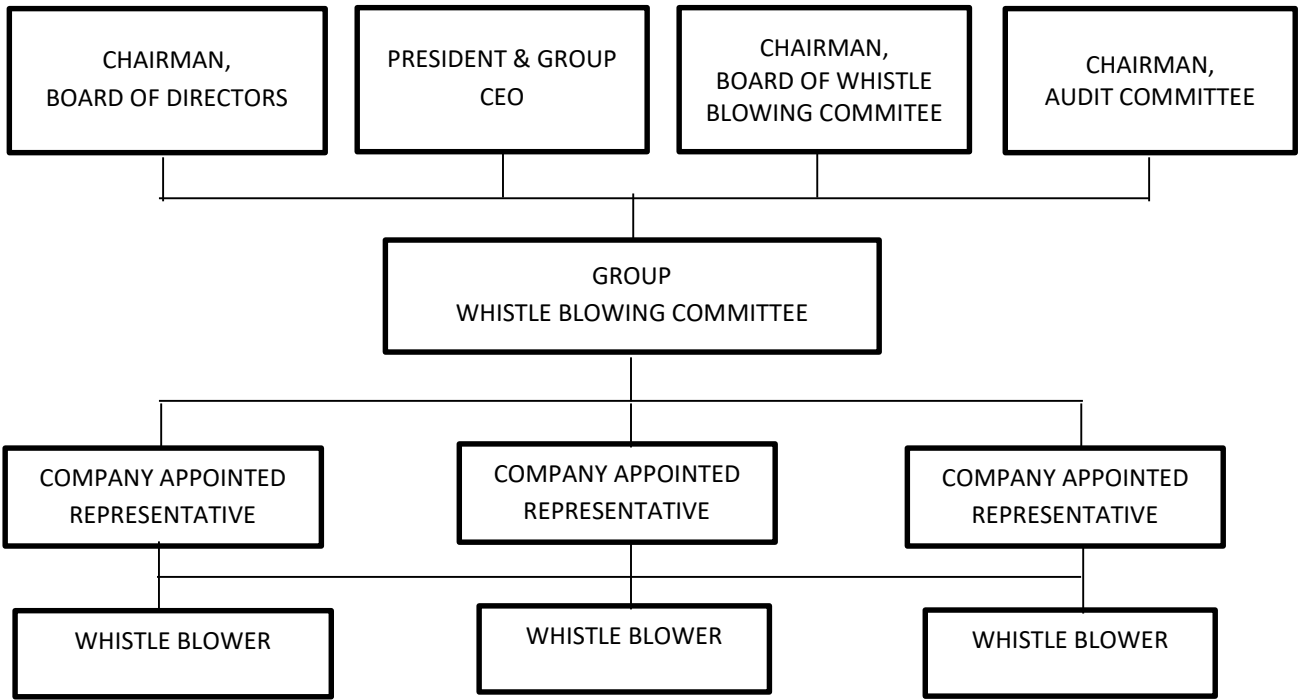 CHAIRMAN,
BOARD OF DIRECTORS
PRESIDENT & GROUP
CEO
CHAIRMAN,
BOARD OF WHISTLE
BLOWING COMMITEE
CHAIRMAN,
AUDIT COMMITTEE
GROUP
WHISTLE BLOWING COMMITTEE
COMPANY APPOINTED
REPRESENTATIVE
COMPANY APPOINTED
REPRESENTATIVE
COMPANY APPOINTED
REPRESENTATIVE
WHISTLE BLOWER
WHISTLE BLOWER
WHISTLE BLOWER